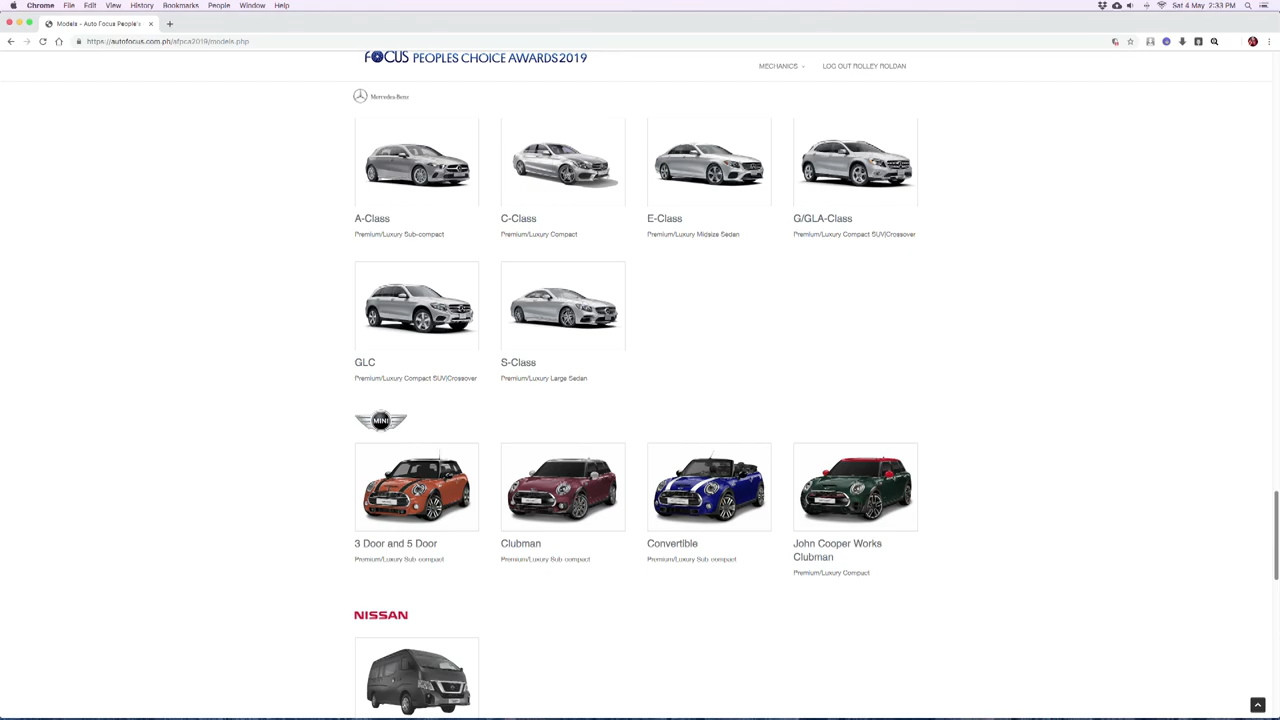 Chrome File Edit View History Bookmarks People Window Help
Sat 4 May 2:33 PM
Models - Auto Focus People's
https://autofocus.com.ph/afpca2019/models.php
FOCUS PEOPLES CHOICE AWARDS 2019
MECHANICS
LOG OUT ROLLEY ROLDAN
Mercedes-Benz
A-Class
C-Class
E-Class
G/GLA-Class
Premium/Luxury Sub-compact
Premium/Luxury Compact
Premium/Luxury Midsize Sedan
Premium/Luxury Compact SUV|Crossover
GLC
S-Class
Premium/Luxury Compact SUV|Crossover
Premium/Luxury Large Sedan
MINI
3 Door and 5 Door
Clubman
Convertible
John Cooper Works
Clubman
Premium/Luxury Sub-compact
Premium/Luxury Sub-compact
Premium/Luxury Sub-compact
Premium/Luxury Compact
NISSAN